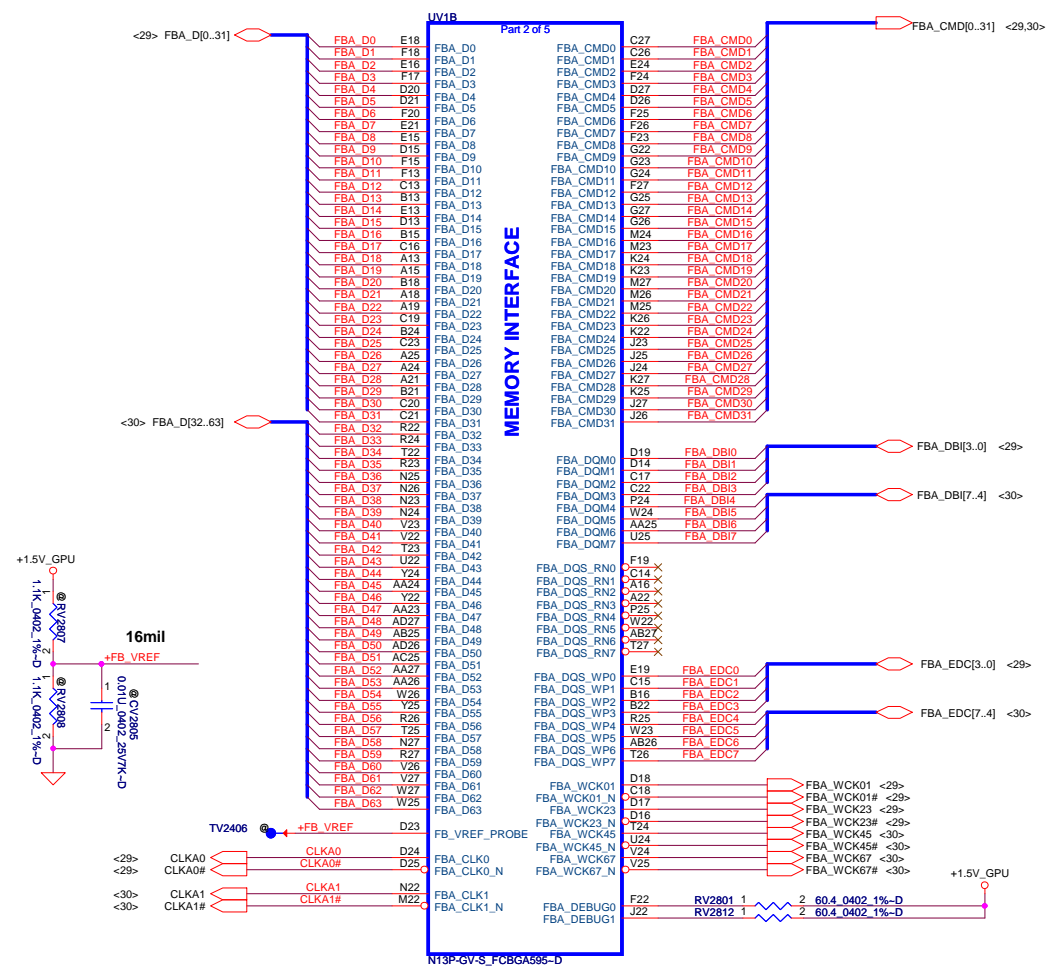 UV1B
Part 2 of 5
MEMORY INTERFACE
<29> FBA_D[0..31]
FBA_D0 E18 FBA_D0
FBA_D1 F18 FBA_D1
FBA_D2 E16 FBA_D2
FBA_D3 F17 FBA_D3
FBA_D4 D20 FBA_D4
FBA_D5 D21 FBA_D5
FBA_D6 F20 FBA_D6
FBA_D7 E21 FBA_D7
FBA_D8 E15 FBA_D8
FBA_D9 D15 FBA_D9
FBA_D10 F15 FBA_D10
FBA_D11 F13 FBA_D11
FBA_D12 C13 FBA_D12
FBA_D13 B13 FBA_D13
FBA_D14 E13 FBA_D14
FBA_D15 D13 FBA_D15
FBA_D16 B15 FBA_D16
FBA_D17 C16 FBA_D17
FBA_D18 A13 FBA_D18
FBA_D19 A15 FBA_D19
FBA_D20 B18 FBA_D20
FBA_D21 A18 FBA_D21
FBA_D22 A19 FBA_D22
FBA_D23 C19 FBA_D23
FBA_D24 B24 FBA_D24
FBA_D25 C23 FBA_D25
FBA_D26 A25 FBA_D26
FBA_D27 A24 FBA_D27
FBA_D28 A21 FBA_D28
FBA_D29 B21 FBA_D29
FBA_D30 C20 FBA_D30
FBA_D31 C21 FBA_D31
<30> FBA_D[32..63]
FBA_D32 R22 FBA_D32
FBA_D33 R24 FBA_D33
FBA_D34 T22 FBA_D34
FBA_D35 R23 FBA_D35
FBA_D36 N25 FBA_D36
FBA_D37 N26 FBA_D37
FBA_D38 N23 FBA_D38
FBA_D39 N24 FBA_D39
FBA_D40 V23 FBA_D40
FBA_D41 V22 FBA_D41
FBA_D42 T23 FBA_D42
FBA_D43 U22 FBA_D43
FBA_D44 Y24 FBA_D44
FBA_D45 AA24 FBA_D45
FBA_D46 Y22 FBA_D46
FBA_D47 AA23 FBA_D47
FBA_D48 AD27 FBA_D48
FBA_D49 AB25 FBA_D49
FBA_D50 AD26 FBA_D50
FBA_D51 AC25 FBA_D51
FBA_D52 AA27 FBA_D52
FBA_D53 AA26 FBA_D53
FBA_D54 W26 FBA_D54
FBA_D55 Y25 FBA_D55
FBA_D56 R26 FBA_D56
FBA_D57 T25 FBA_D57
FBA_D58 N27 FBA_D58
FBA_D59 R27 FBA_D59
FBA_D60 V26 FBA_D60
FBA_D61 V27 FBA_D61
FBA_D62 W27 FBA_D62
FBA_D63 W25 FBA_D63
TV2406 @ +FB_VREF D23 FB_VREF_PROBE
<29> CLKA0 CLKA0 D24 FBA_CLK0
<29> CLKA0# CLKA0# D25 FBA_CLK0_N
<30> CLKA1 CLKA1 N22 FBA_CLK1
<30> CLKA1# CLKA1# M22 FBA_CLK1_N
+1.5V_GPU
1 2 @ RV2807
1.1K_0402_1%~D
16mil
+FB_VREF
1 2 @ RV2808
1.1K_0402_1%~D
1 2 @ CV2805
0.01U_0402_25V7K~D
FBA_CMD[0..31] <29,30>
FBA_CMD0 C27 FBA_CMD0
FBA_CMD1 C26 FBA_CMD1
FBA_CMD2 E24 FBA_CMD2
FBA_CMD3 F24 FBA_CMD3
FBA_CMD4 D27 FBA_CMD4
FBA_CMD5 D26 FBA_CMD5
FBA_CMD6 F25 FBA_CMD6
FBA_CMD7 F26 FBA_CMD7
FBA_CMD8 F23 FBA_CMD8
FBA_CMD9 G22 FBA_CMD9
FBA_CMD10 G23 FBA_CMD10
FBA_CMD11 G24 FBA_CMD11
FBA_CMD12 F27 FBA_CMD12
FBA_CMD13 G25 FBA_CMD13
FBA_CMD14 G27 FBA_CMD14
FBA_CMD15 G26 FBA_CMD15
FBA_CMD16 M24 FBA_CMD16
FBA_CMD17 M23 FBA_CMD17
FBA_CMD18 K24 FBA_CMD18
FBA_CMD19 K23 FBA_CMD19
FBA_CMD20 M27 FBA_CMD20
FBA_CMD21 M26 FBA_CMD21
FBA_CMD22 M25 FBA_CMD22
FBA_CMD23 K26 FBA_CMD23
FBA_CMD24 K22 FBA_CMD24
FBA_CMD25 J23 FBA_CMD25
FBA_CMD26 J25 FBA_CMD26
FBA_CMD27 J24 FBA_CMD27
FBA_CMD28 K27 FBA_CMD28
FBA_CMD29 K25 FBA_CMD29
FBA_CMD30 J27 FBA_CMD30
FBA_CMD31 J26 FBA_CMD31
FBA_DQM0 D19 FBA_DBI0
FBA_DQM1 D14 FBA_DBI1
FBA_DQM2 C17 FBA_DBI2
FBA_DQM3 C22 FBA_DBI3
FBA_DQM4 P24 FBA_DBI4
FBA_DQM5 W24 FBA_DBI5
FBA_DQM6 AA25 FBA_DBI6
FBA_DQM7 U25 FBA_DBI7
FBA_DBI[3..0] <29>
FBA_DBI[7..4] <30>
FBA_DQS_RN0 F19
FBA_DQS_RN1 C14
FBA_DQS_RN2 A16
FBA_DQS_RN3 A22
FBA_DQS_RN4 P25
FBA_DQS_RN5 W22
FBA_DQS_RN6 AB27
FBA_DQS_RN7 T27
FBA_DQS_WP0 E19 FBA_EDC0
FBA_DQS_WP1 C15 FBA_EDC1
FBA_DQS_WP2 B16 FBA_EDC2
FBA_DQS_WP3 B22 FBA_EDC3
FBA_DQS_WP4 R25 FBA_EDC4
FBA_DQS_WP5 W23 FBA_EDC5
FBA_DQS_WP6 AB26 FBA_EDC6
FBA_DQS_WP7 T26 FBA_EDC7
FBA_EDC[3..0] <29>
FBA_EDC[7..4] <30>
FBA_WCK01 D18 FBA_WCK01 <29>
FBA_WCK01_N C18 FBA_WCK01# <29>
FBA_WCK23 D17 FBA_WCK23 <29>
FBA_WCK23_N D16 FBA_WCK23# <29>
FBA_WCK45 T24 FBA_WCK45 <30>
FBA_WCK45_N U24 FBA_WCK45# <30>
FBA_WCK67 V24 FBA_WCK67 <30>
FBA_WCK67_N V25 FBA_WCK67# <30>
+1.5V_GPU
FBA_DEBUG0 F22 RV2801 1 2 60.4_0402_1%~D
FBA_DEBUG1 J22 RV2812 1 2 60.4_0402_1%~D
N13P-GV-S_FCBGA595~D